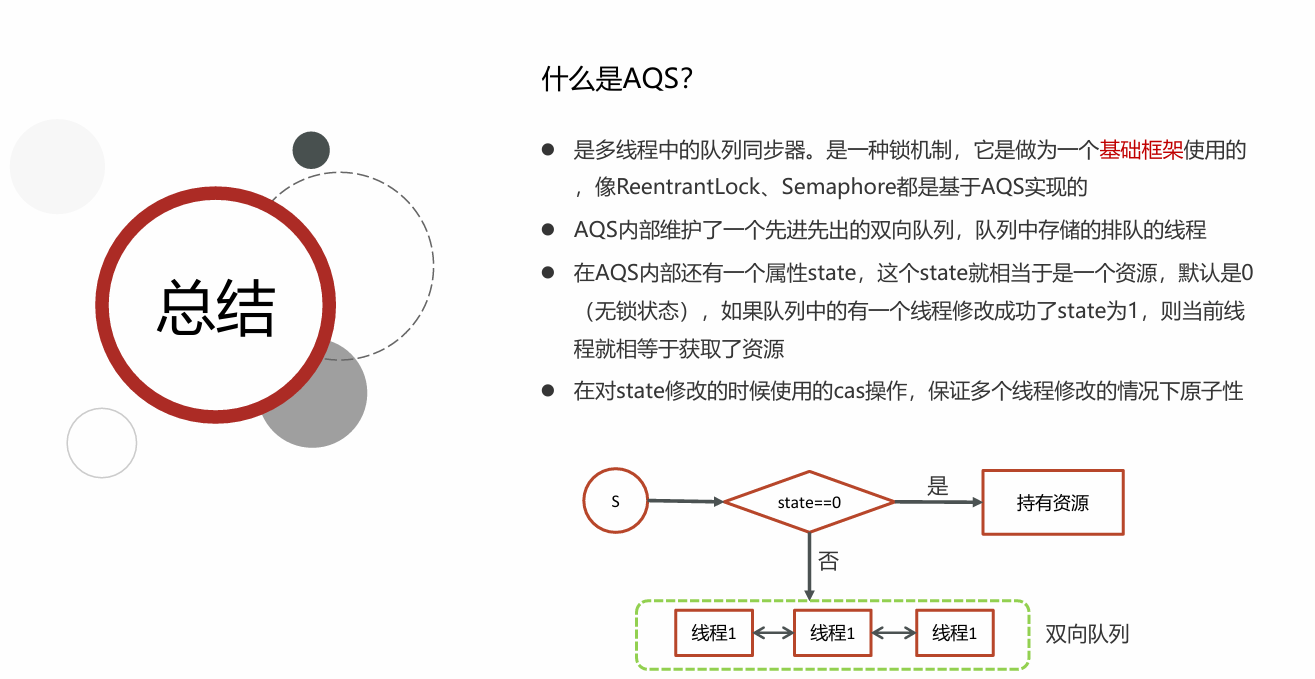 什么是AQS？
是多线程中的队列同步器。是一种锁机制，它是做为一个基础框架使用的
，像ReentrantLock、Semaphore都是基于AQS实现的
AQS内部维护了一个先进先出的双向队列，队列中存储的排队的线程
在AQS内部还有一个属性state，这个state就相当于是一个资源，默认是0
（无锁状态），如果队列中的有一个线程修改成功了state为1，则当前线
程就相等于获取了资源
在对state修改的时候使用的cas操作，保证多个线程修改的情况下原子性
总结
S
state==0
是
持有资源
否
线程1
线程1
线程1
双向队列